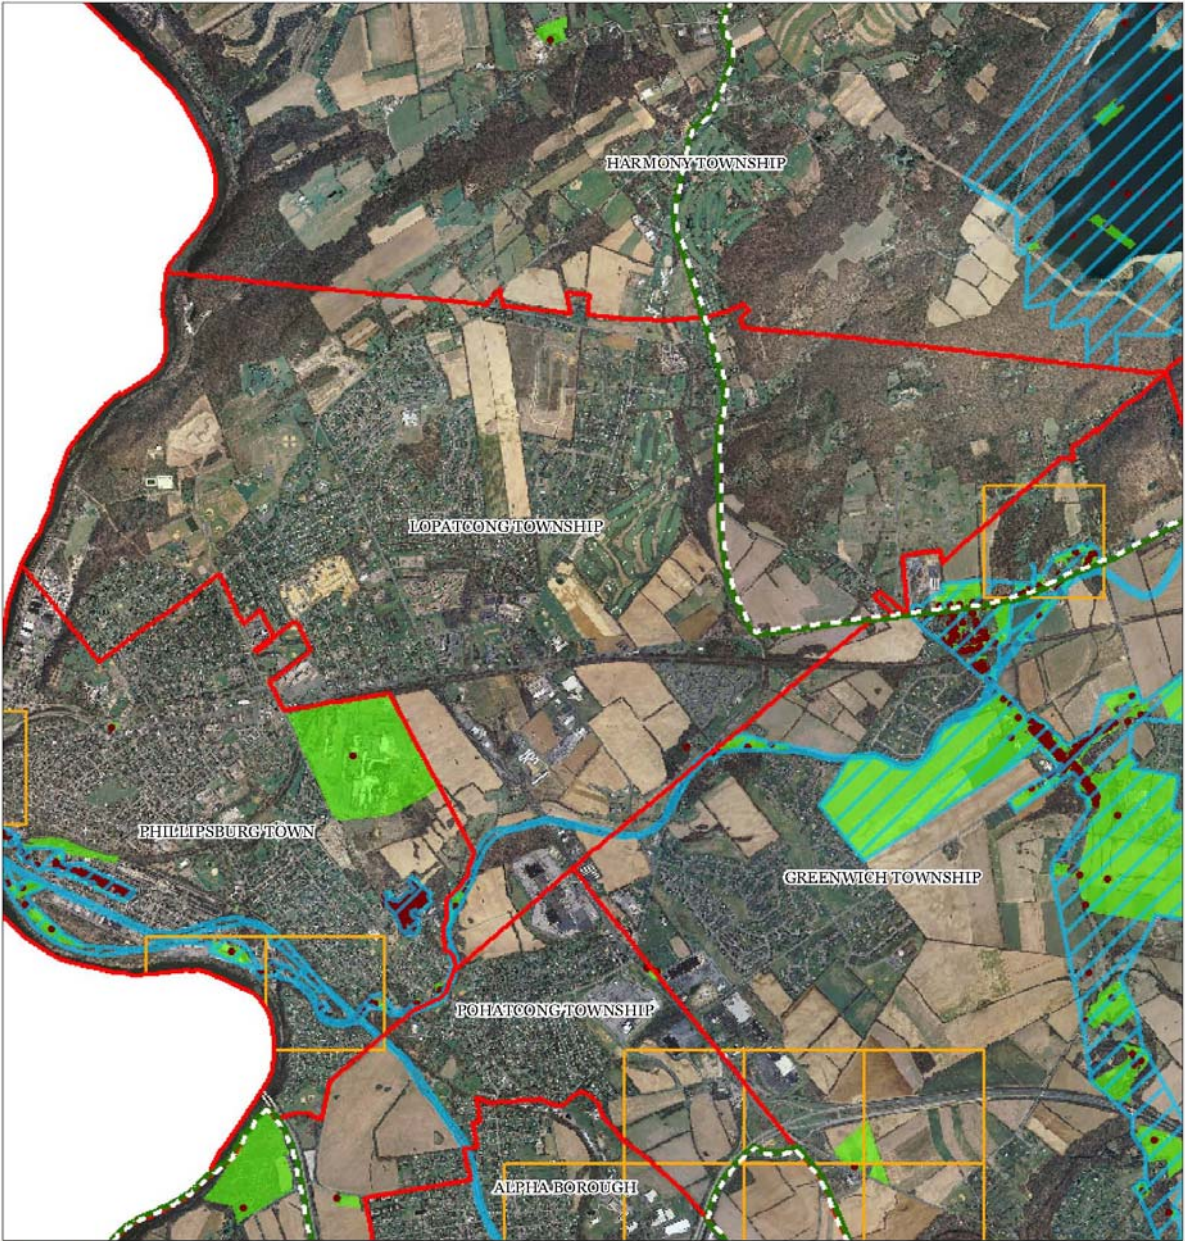 HARMONY TOWNSHIP
LOPATCONG TOWNSHIP
PHILLIPSBURG TOWN
GREENWICH TOWNSHIP
POHATCONG TOWNSHIP
ALPHA BOROUGH